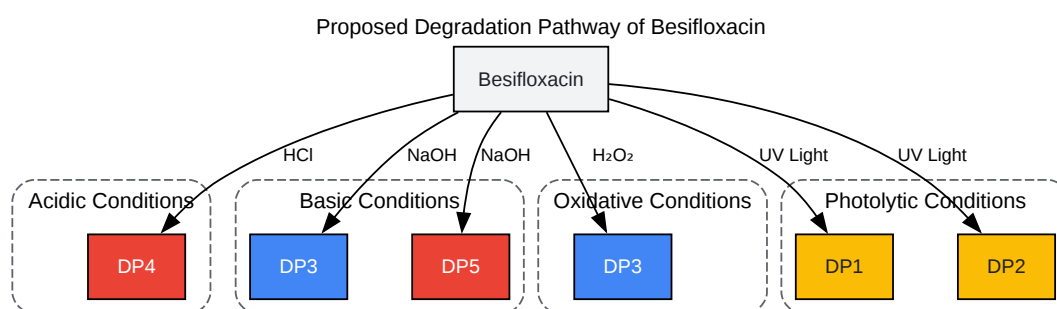 Proposed Degradation Pathway of Besifloxacin
Besifloxacin
HCl
NaOH
NaOH
H₂O₂
UV Light
UV Light
Acidic Conditions
Basic Conditions
Oxidative Conditions
Photolytic Conditions
DP4
DP3
DP5
DP3
DP1
DP2